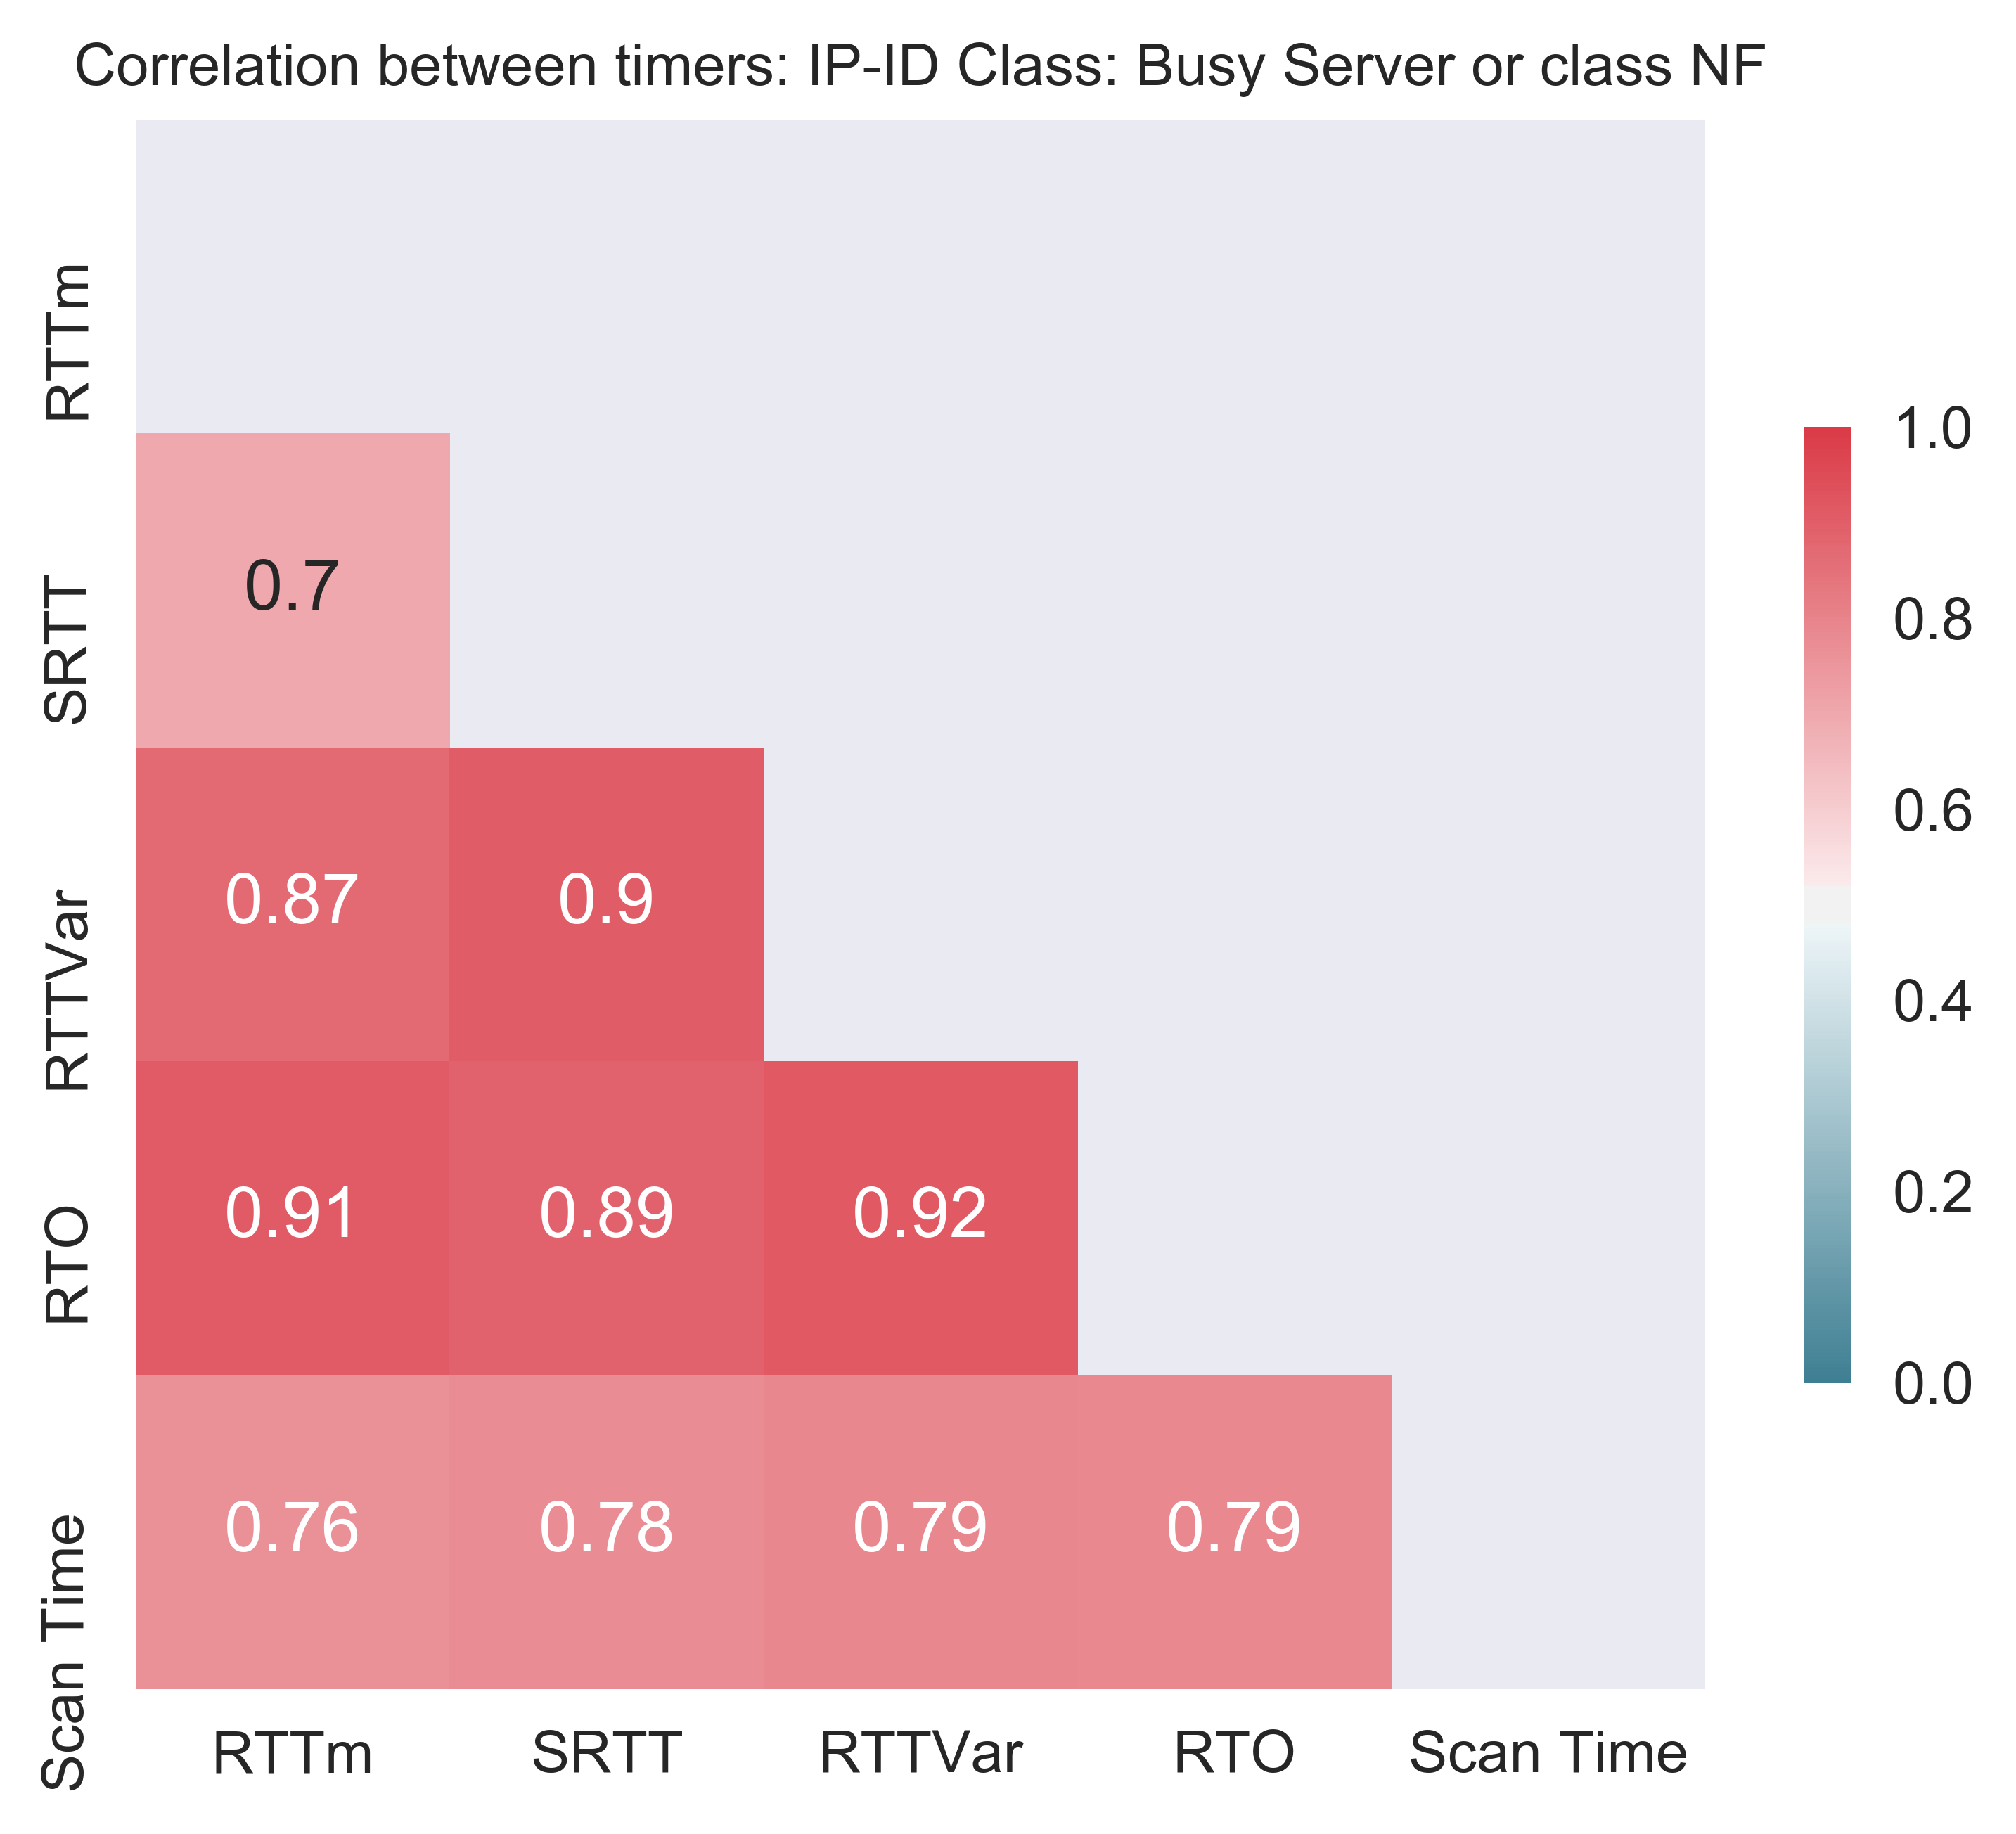 Correlation between timers: IP-ID Class: Busy Server or class NF
RTTm
SRTT
RTTVar
RTO
Scan Time
0.7
0.87 0.9
0.91 0.89 0.92
0.76 0.78 0.79 0.79
RTTm SRTT RTTVar RTO Scan Time
1.0
0.8
0.6
0.4
0.2
0.0